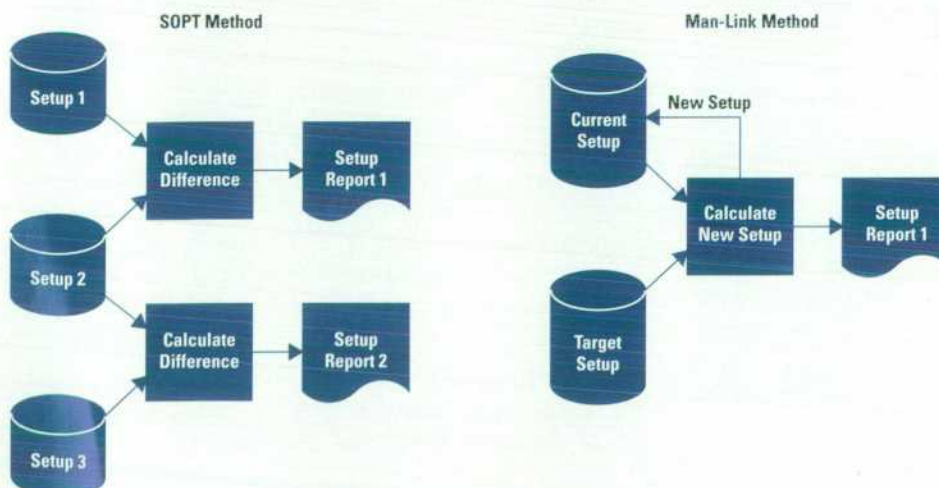 SOPT Method
Setup 1
Calculate
Difference
Setup
Report 1
Setup 2
Calculate
Difference
Setup
Report 2
Setup 3
Man-Link Method
Current
Setup
New Setup
Calculate
New Setup
Setup
Report 1
Target
Setup